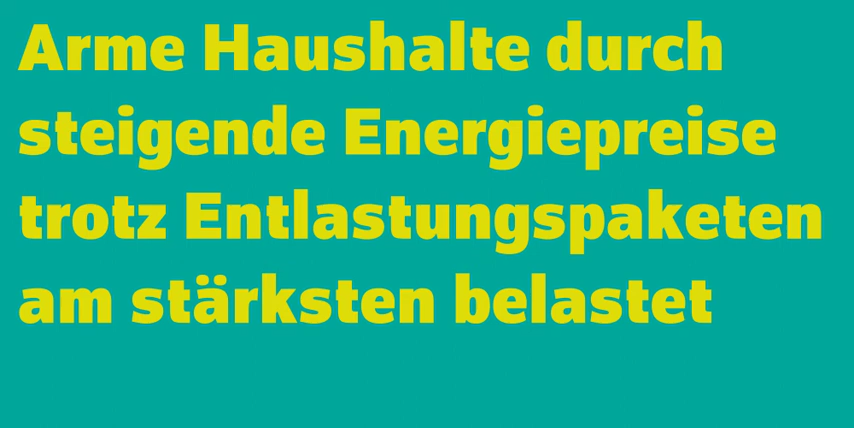 Arme Haushalte durch
steigende Energiepreise
trotz Entlastungspaketen
am stärksten belastet